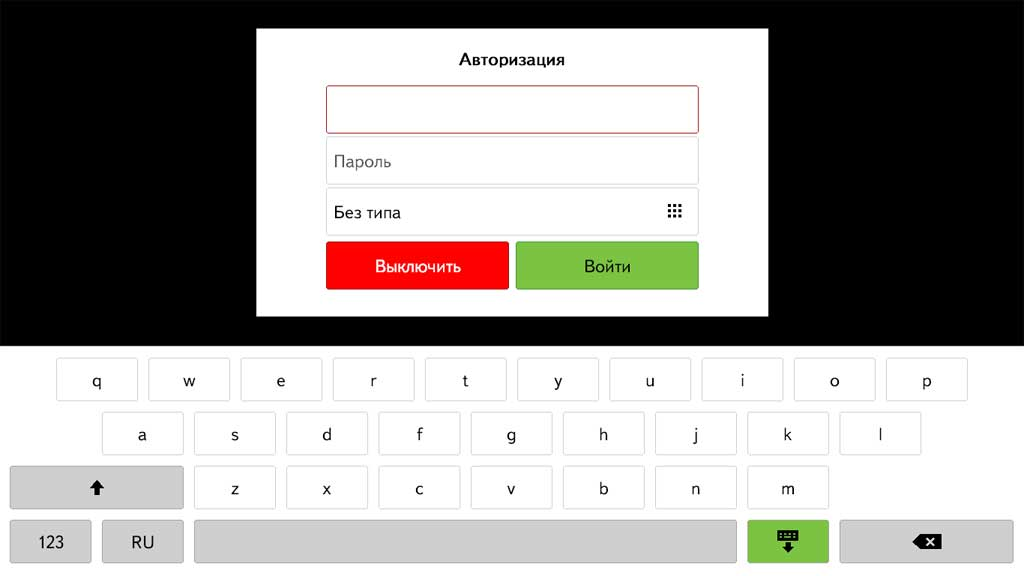 Авторизация
Пароль
Без типа
Выключить Войти
q w e r t y u i o p
a s d f g h j k l
z x c v b n m
123 RU